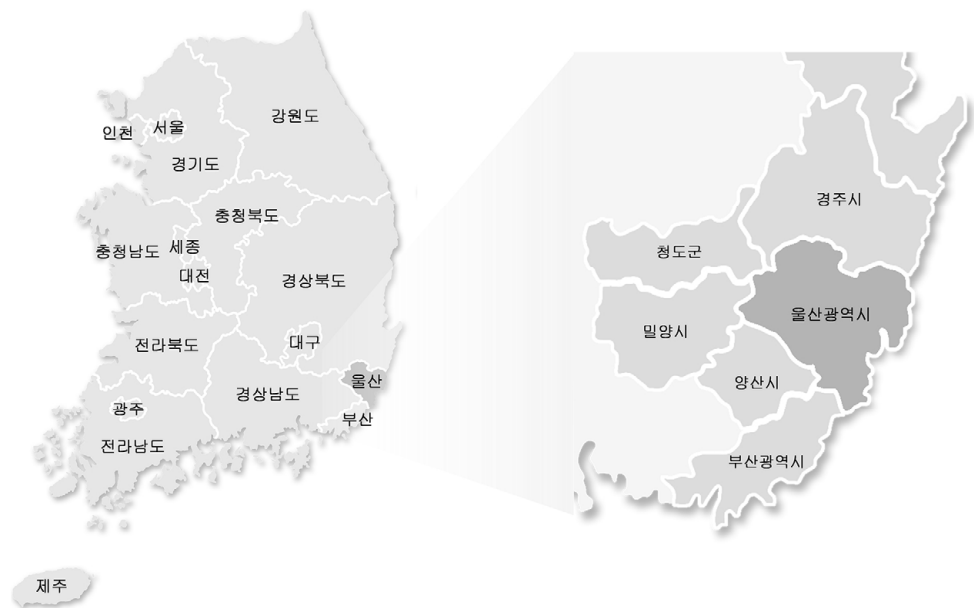 강원도
서울
인천
경기도
충청북도
세종
충청남도
대전
경상북도
대구
전라북도
울산
경상남도
광주
부산
전라남도
제주
경주시
청도군
울산광역시
밀양시
양산시
부산광역시